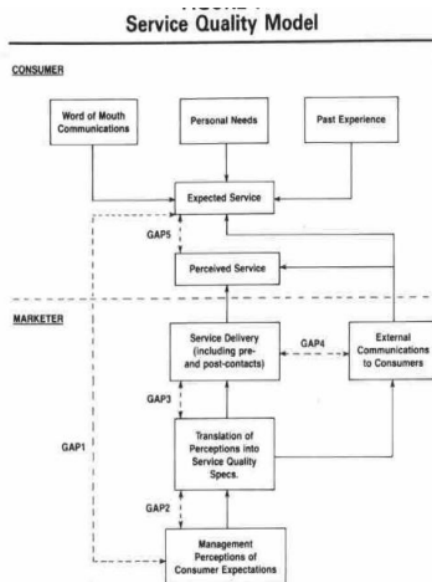 Service Quality Model
CONSUMER
Word of Mouth
Communications
Personal Needs
Past Experience
Expected Service
GAP5
Perceived Service
MARKETER
Service Delivery
(including pre-
and post-contacts)
GAP4
External
Communications
to Consumers
GAP3
GAP1
Translation of
Perceptions into
Service Quality
Specs.
GAP2
Management
Perceptions of
Consumer Expectations